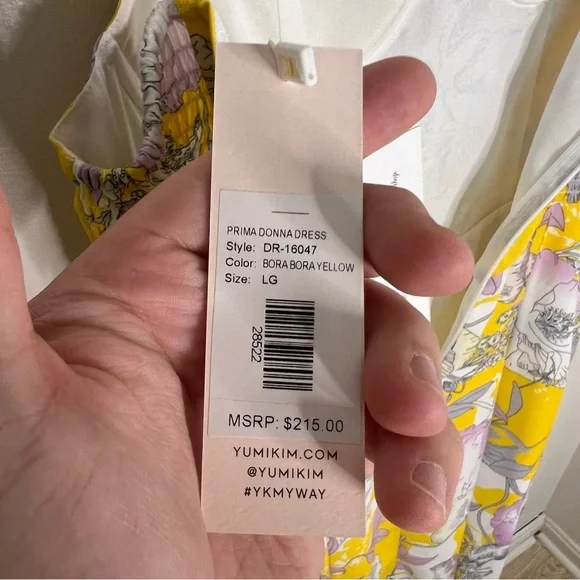 PRIMA DONNA DRESS
Style: DR-16047
Color: BORA BORA YELLOW
Size: LG
28522
MSRP: $215.00
YUMIKIM.COM
@YUMIKIM
#YKMYWAY